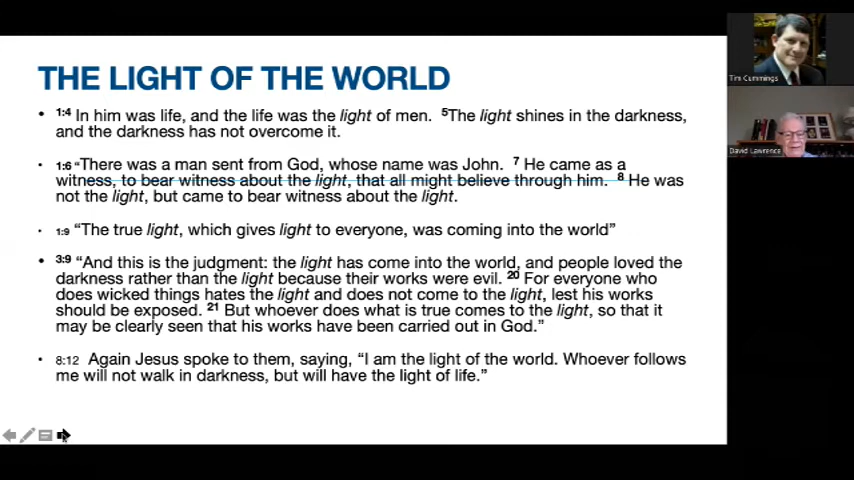 THE LIGHT OF THE WORLD
• 1:4 In him was life, and the life was the light of men. 5The light shines in the darkness,
and the darkness has not overcome it.
• 1:6 “There was a man sent from God, whose name was John. 7 He came as a
witness, to bear witness about the light, that all might believe through him. 8 He was
not the light, but came to bear witness about the light.
• 1:9 “The true light, which gives light to everyone, was coming into the world”
• 3:9 “And this is the judgment: the light has come into the world, and people loved the
darkness rather than the light because their works were evil. 20 For everyone who
does wicked things hates the light and does not come to the light, lest his works
should be exposed. 21 But whoever does what is true comes to the light, so that it
may be clearly seen that his works have been carried out in God.”
• 8:12 Again Jesus spoke to them, saying, “I am the light of the world. Whoever follows
me will not walk in darkness, but will have the light of life.”
Tim Cummings
David Lawrence